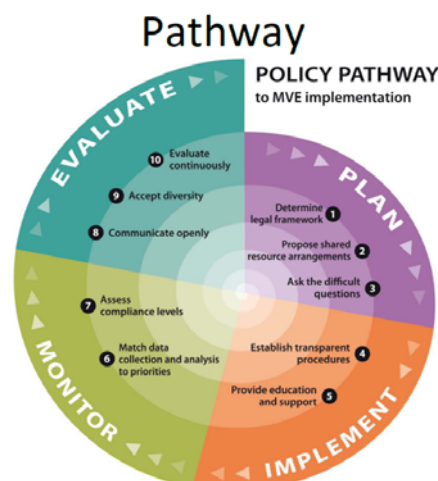 Pathway
POLICY PATHWAY
to MVE implementation
PLAN
1
Determine
legal framework
2
Propose shared
resource arrangements
3
Ask the difficult
questions
IMPLEMENT
4
Establish transparent
procedures
5
Provide education
and support
MONITOR
6
Match data
collection and analysis
to priorities
7
Assess
compliance levels
EVALUATE
8
Communicate openly
9
Accept diversity
10
Evaluate
continuously